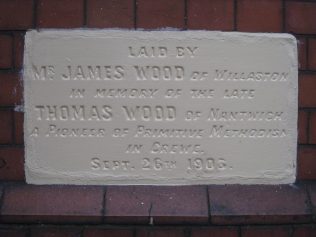 LAID BY
MR JAMES WOOD OF WILLASTON
IN MEMORY OF THE LATE
THOMAS WOOD OF NANTWICH
A PIONEER OF PRIMITIVE METHODISM
IN CREWE.
SEPT. 26TH 1903.